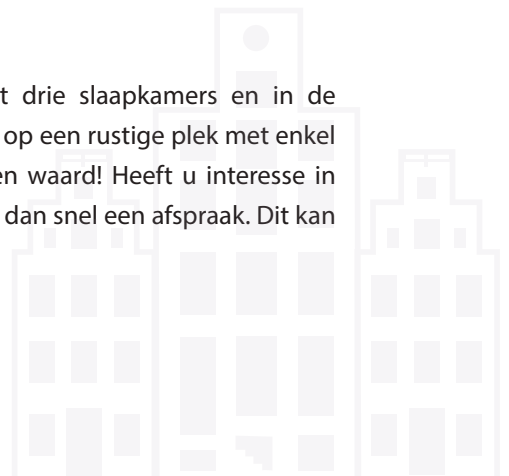 t drie slaapkamers en in de
op een rustige plek met enkel
en waard! Heeft u interesse in
dan snel een afspraak. Dit kan